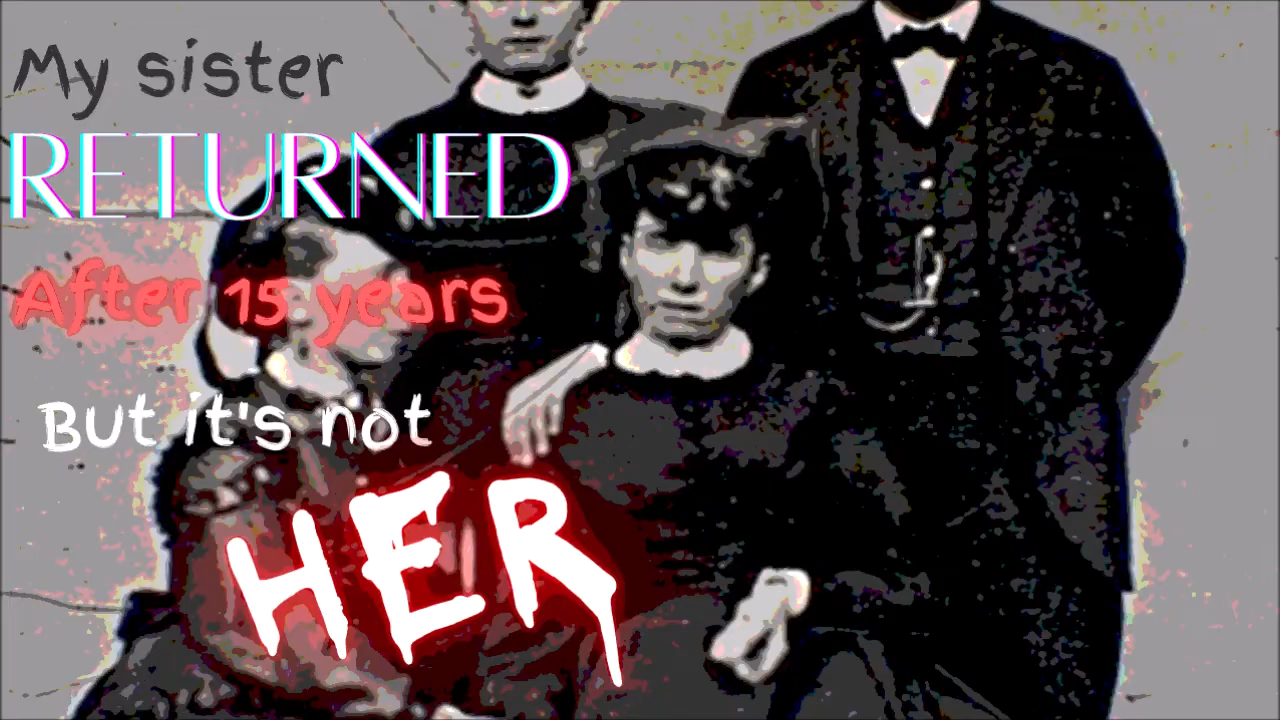 My sister
RETURNED
After 15 years
But it's not
HER